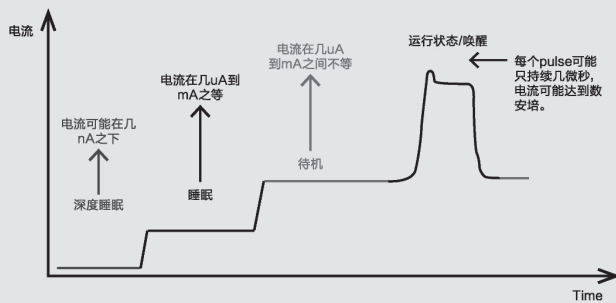 电流
电流可能在几
nA之下
深度睡眠
电流在几uA到
mA之等
睡眠
电流在几uA
到mA之间不等
待机
运行状态/唤醒
每个pulse可能
只持续几微秒，
电流可能达到数
安培。
Time